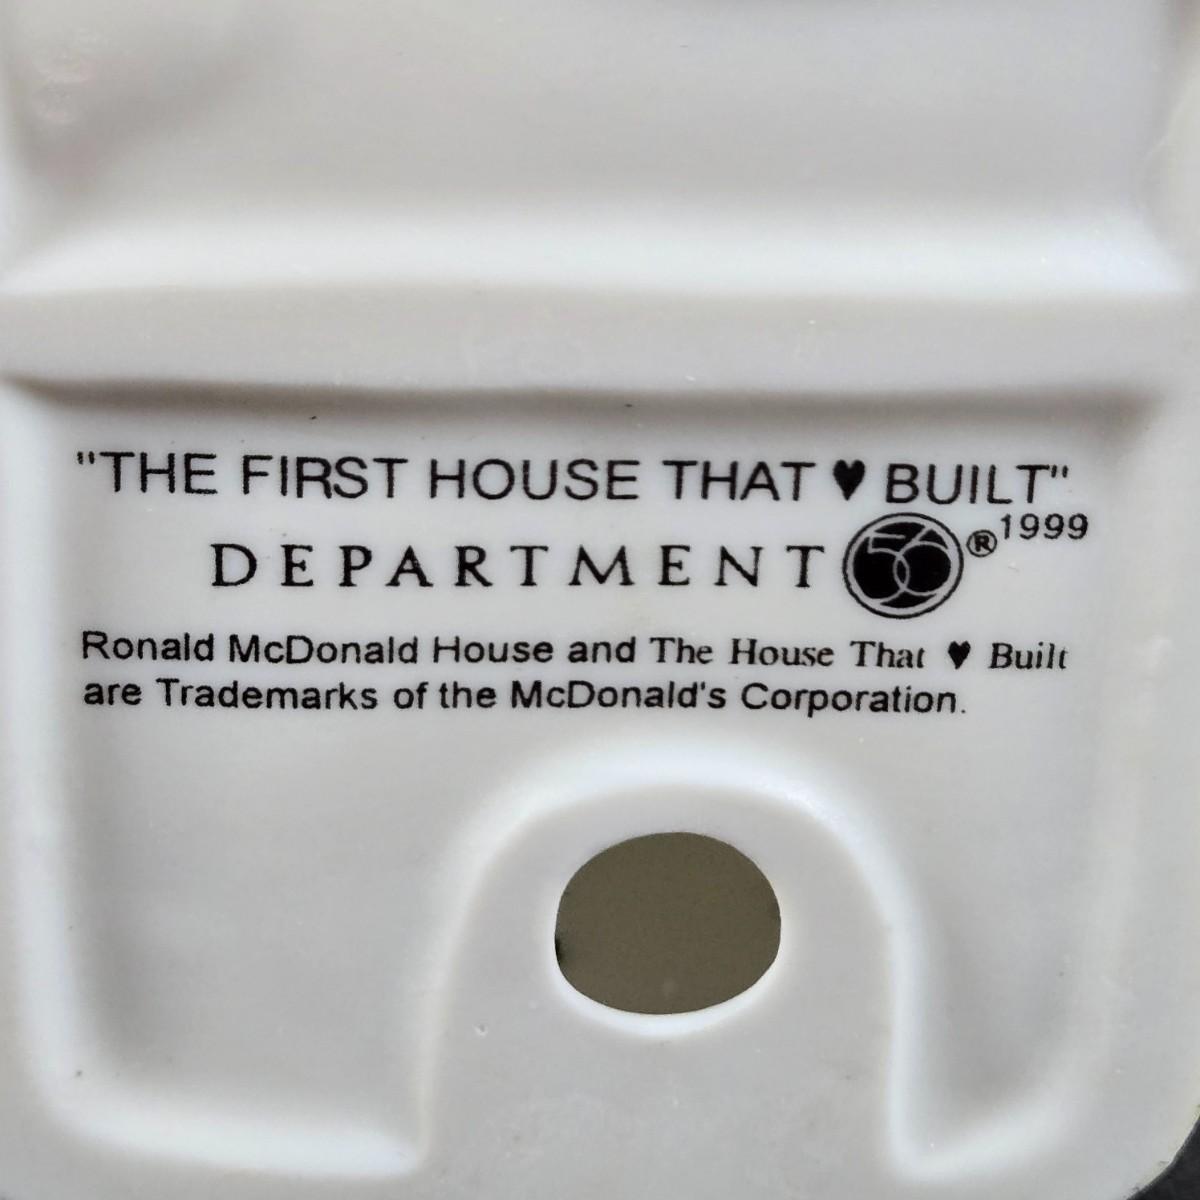 "THE FIRST HOUSE THAT ♥ BUILT"
DEPARTMENT 56 ® 1999
Ronald McDonald House and The House That ♥ Built
are Trademarks of the McDonald's Corporation.